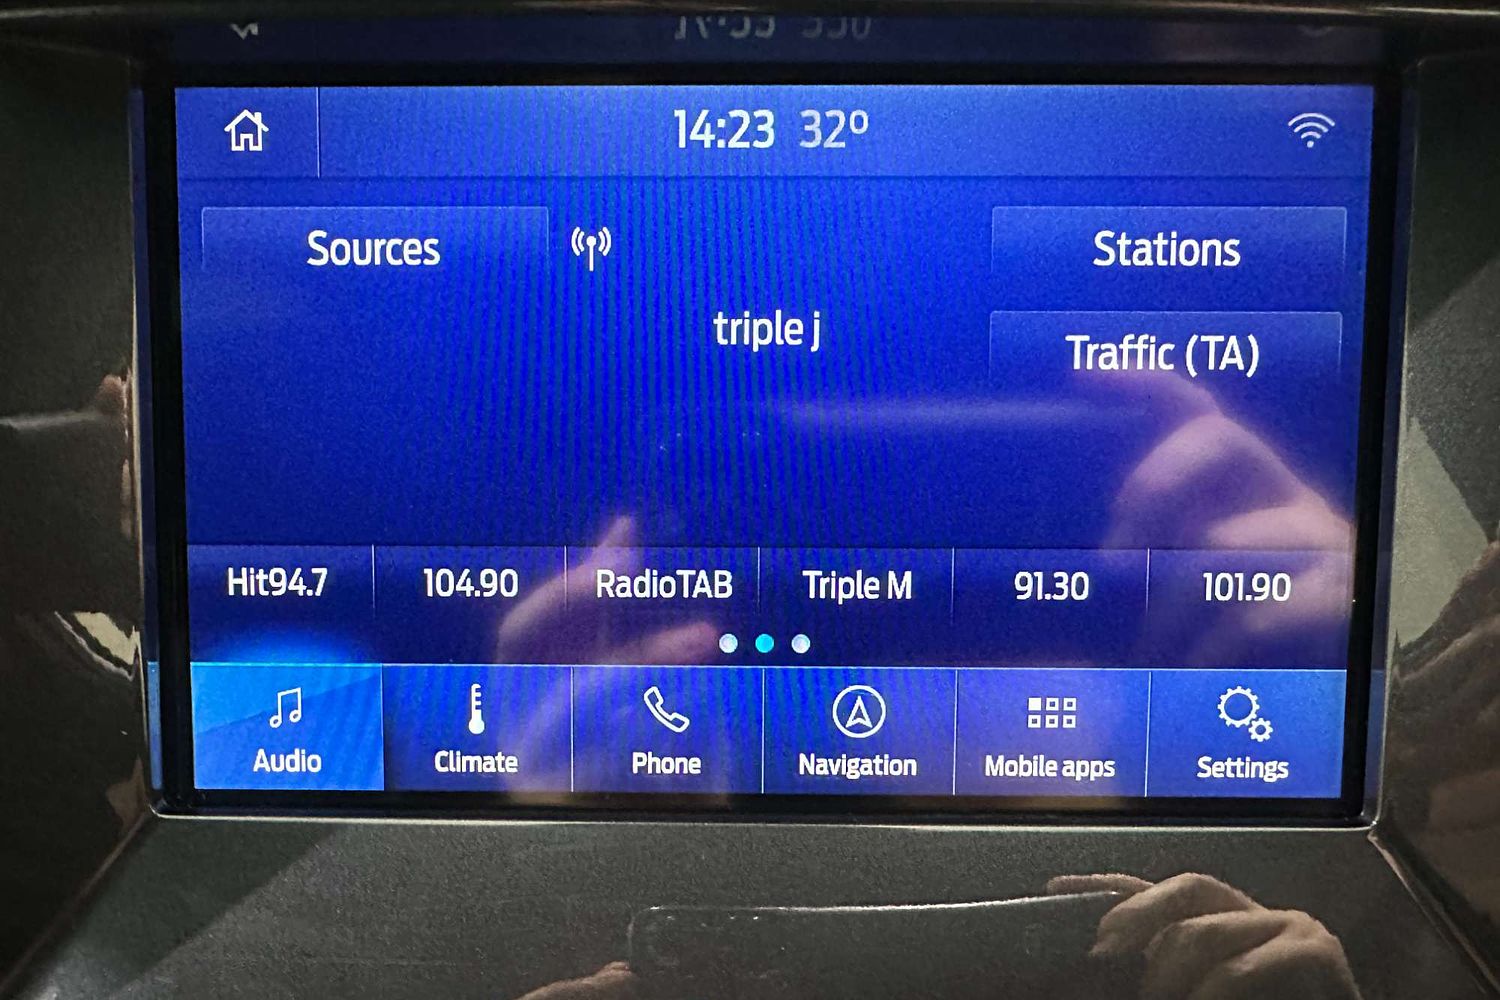 14:23 32º
Sources
Stations
triple j
Traffic (TA)
Hit94.7 104.90 RadioTAB Triple M 91.30 101.90
Audio Climate Phone Navigation Mobile apps Settings